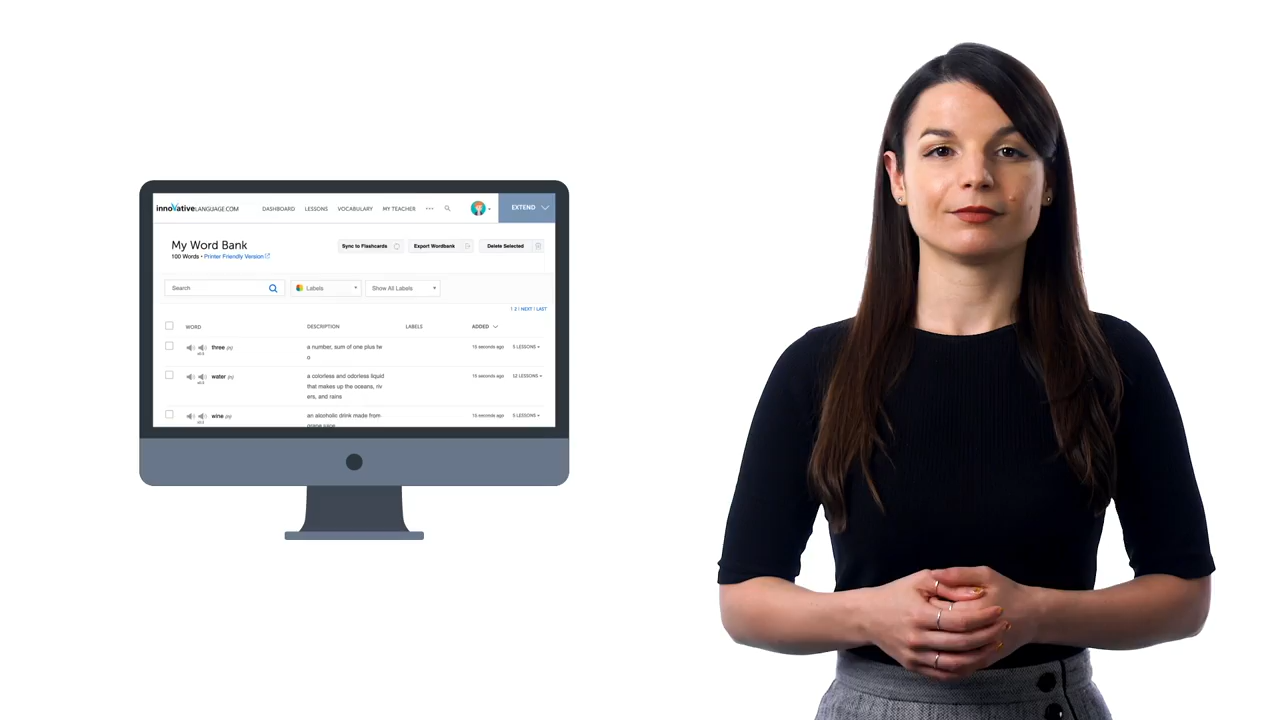 innoVativeLANGUAGE.COM DASHBOARD LESSONS VOCABULARY MY TEACHER ••• EXTEND
My Word Bank
100 Words • Printer Friendly Version
Sync to Flashcards Export Wordbank Delete Selected
Search Labels Show All Labels
1 2 | NEXT | LAST
WORD DESCRIPTION LABELS ADDED
three (n) a number, sum of one plus tw
o 15 seconds ago 5 LESSONS
water (n) a colorless and odorless liquid
that makes up the oceans, riv
ers, and rains 15 seconds ago 12 LESSONS
wine (n) an alcoholic drink made from
grape juice 15 seconds ago 5 LESSONS